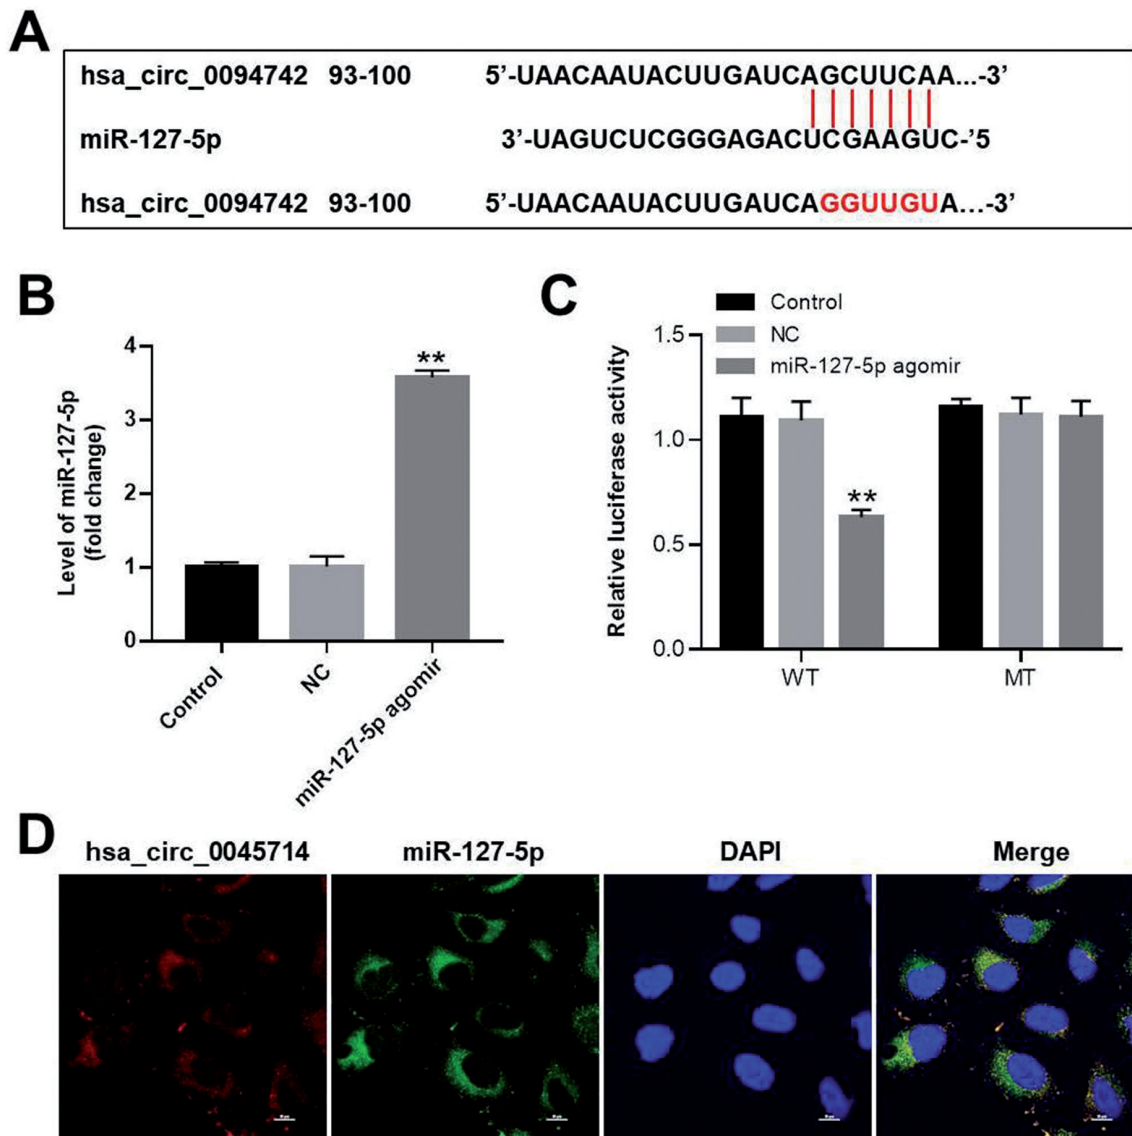 A
hsa_circ_0094742 93-100 5’-UAACAAUACUUGAUCAGCUUCAA...-3’
miR-127-5p 3’-UAGUCUCGGGAGACUCGAAGUC-’5
hsa_circ_0094742 93-100 5’-UAACAAUACUUGAUCAGGUUGUA...-3’
B
Level of miR-127-5p
(fold change)
4
3
2
1
0
**
Control
NC
miR-127-5p agomir
C
Control
NC
miR-127-5p agomir
Relative luciferase activity
1.5
1.0
0.5
0.0
**
WT
MT
D
hsa_circ_0045714 miR-127-5p DAPI Merge